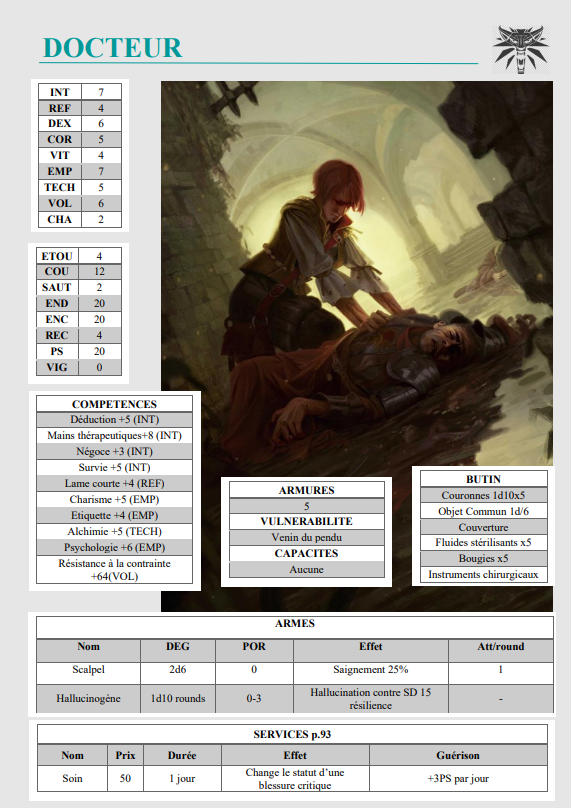 DOCTEUR
INT 7
REF 4
DEX 6
COR 5
VIT 4
EMP 7
TECH 5
VOL 6
CHA 2
ETOU 4
COU 12
SAUT 2
END 20
ENC 20
REC 4
PS 20
VIG 0
COMPETENCES
Déduction +5 (INT)
Mains thérapeutiques+8 (INT)
Négoce +3 (INT)
Survie +5 (INT)
Lame courte +4 (REF)
Charisme +5 (EMP)
Etiquette +4 (EMP)
Alchimie +5 (TECH)
Psychologie +6 (EMP)
Résistance à la contrainte
+64(VOL)
ARMURES
5
VULNERABILITE
Venin du pendu
CAPACITES
Aucune
BUTIN
Couronnes 1d10x5
Objet Commun 1d/6
Couverture
Fluides stérilisants x5
Bougies x5
Instruments chirurgicaux
ARMES
Nom DEG POR Effet Att/round
Scalpel 2d6 0 Saignement 25% 1
Hallucinogène 1d10 rounds 0-3 Hallucination contre SD 15
résilience -
SERVICES p.93
Nom Prix Durée Effet Guérison
Soin 50 1 jour Change le statut d’une
blessure critique +3PS par jour